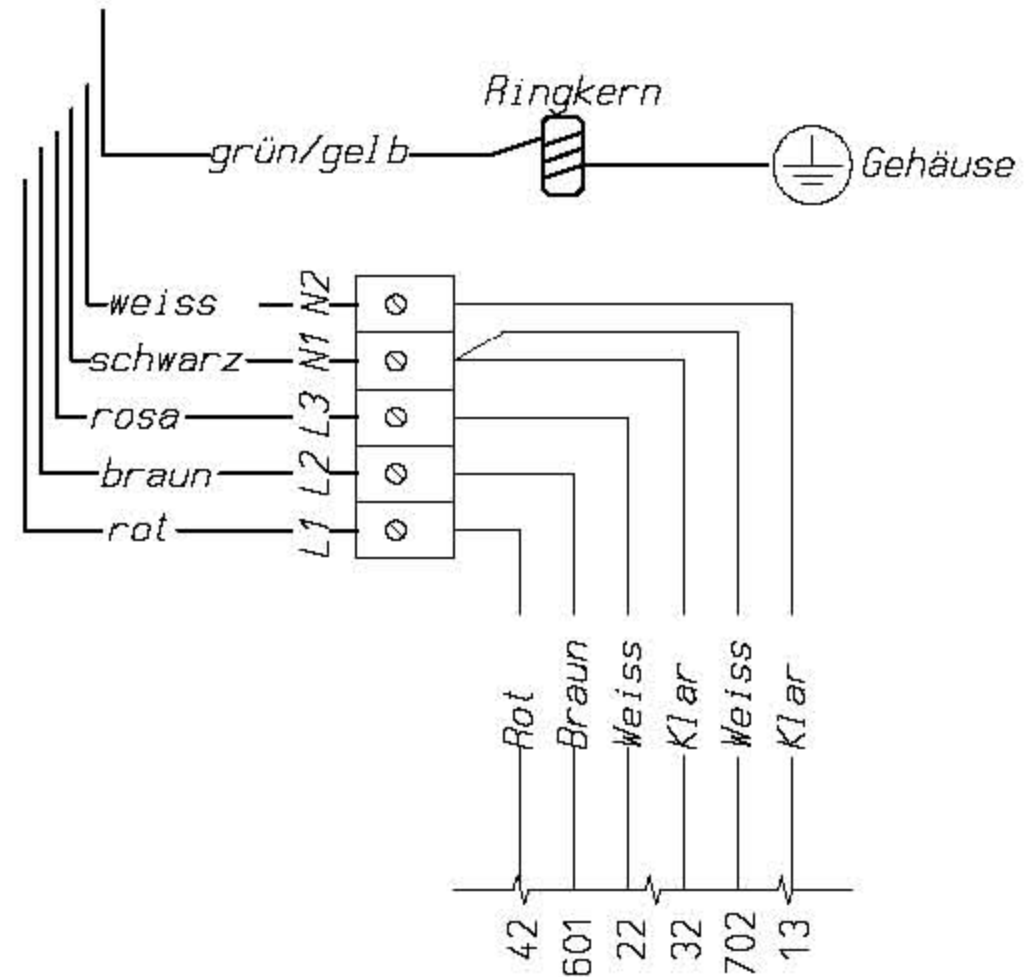 Ringkern
grün/gelb
Gehäuse
weiss N2
schwarz N1
rosa L3
braun L2
rot L1
Rot
Braun
Weiss
Klar
Weiss
Klar
42
601
22
32
702
13